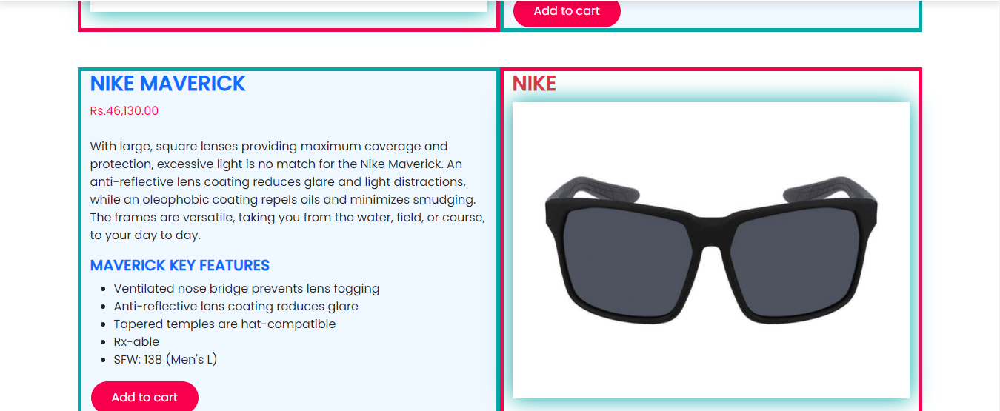 Add to cart
NIKE MAVERICK
Rs.46,130.00
With large, square lenses providing maximum coverage and
protection, excessive light is no match for the Nike Maverick. An
anti-reflective lens coating reduces glare and light distractions,
while an oleophobic coating repels oils and minimizes smudging.
The frames are versatile, taking you from the water, field, or course,
to your day to day.
MAVERICK KEY FEATURES
Ventilated nose bridge prevents lens fogging
Anti-reflective lens coating reduces glare
Tapered temples are hat-compatible
Rx-able
SFW: 138 (Men's L)
Add to cart
NIKE